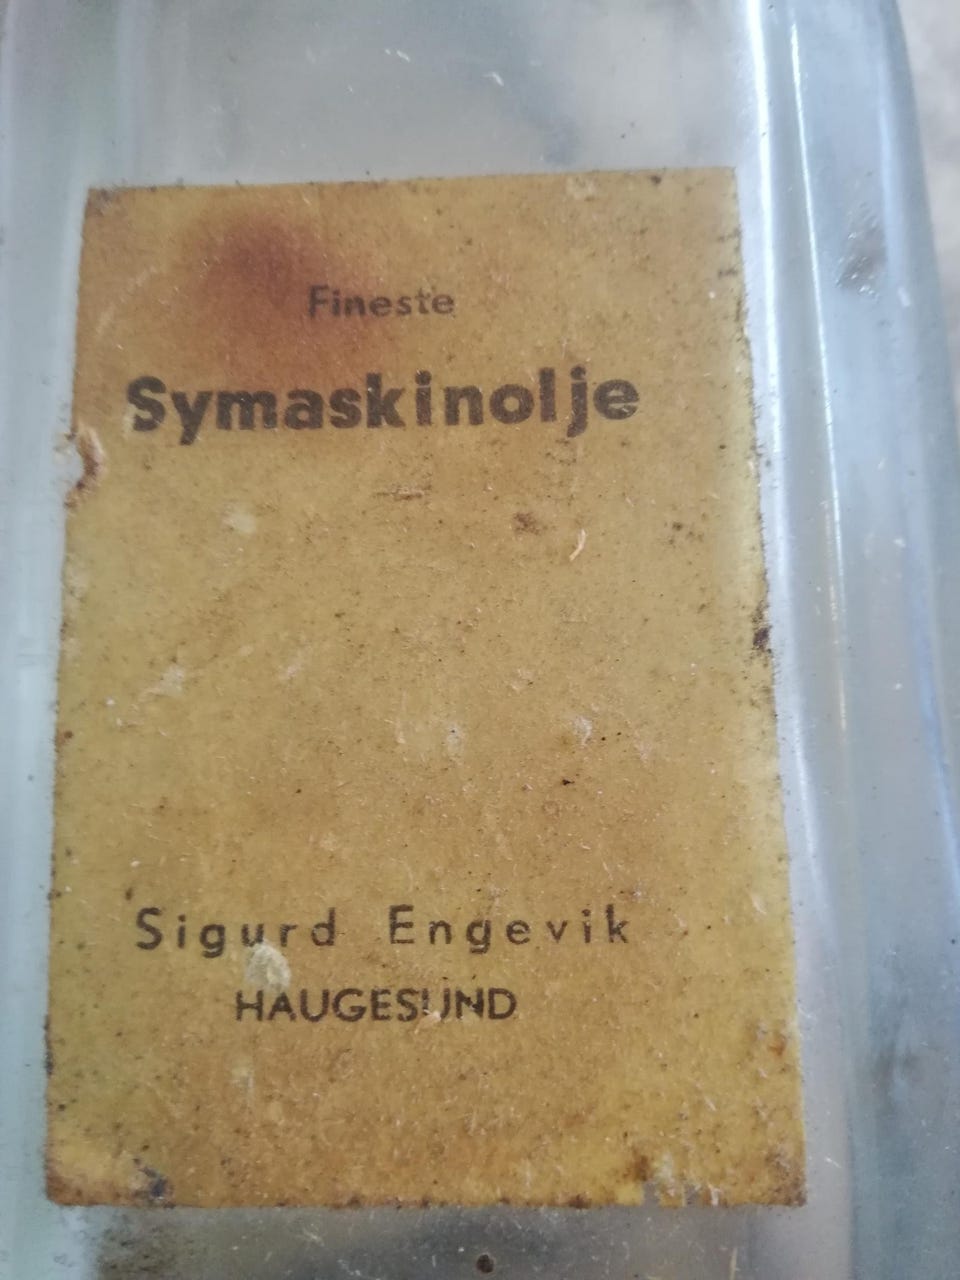 Fineste
Symaskinolje
Sigurd Engevik
HAUGESUND